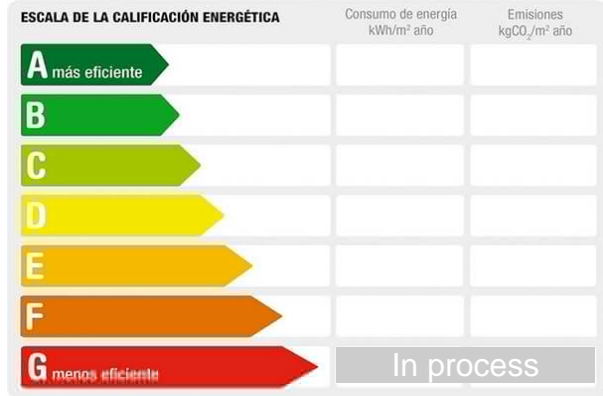 ESCALA DE LA CALIFICACIÓN ENERGÉTICA
Consumo de energía
kWh/m² año
Emisiones
kgCO₂/m² año
A más eficiente
B
C
D
E
F
G menos eficiente
In process